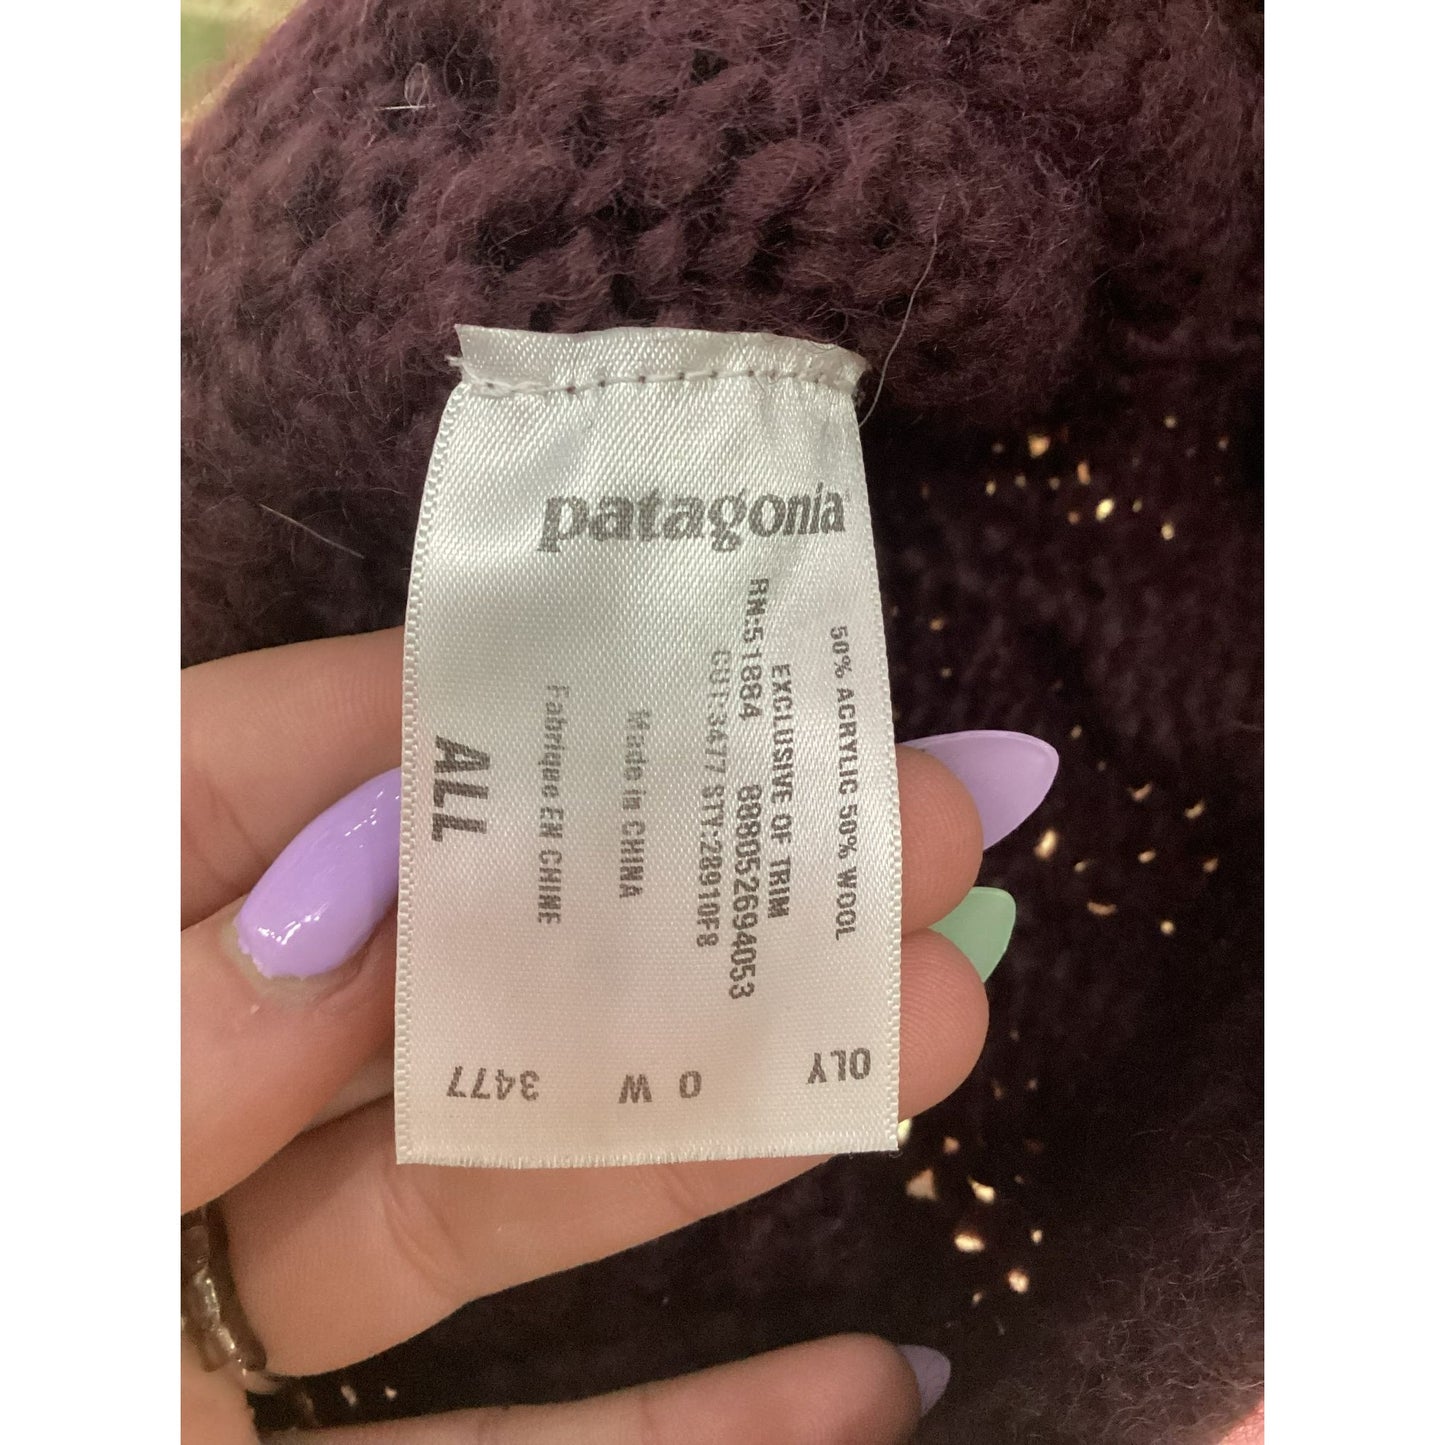 patagonia
50% ACRYLIC 50% WOOL
EXCLUSIVE OF TRIM
RN:51884 888052694053
CUT:3477 STY:28910F8
Made in CHINA
Fabrique EN CHINE
ALL
OLY
O W
3477